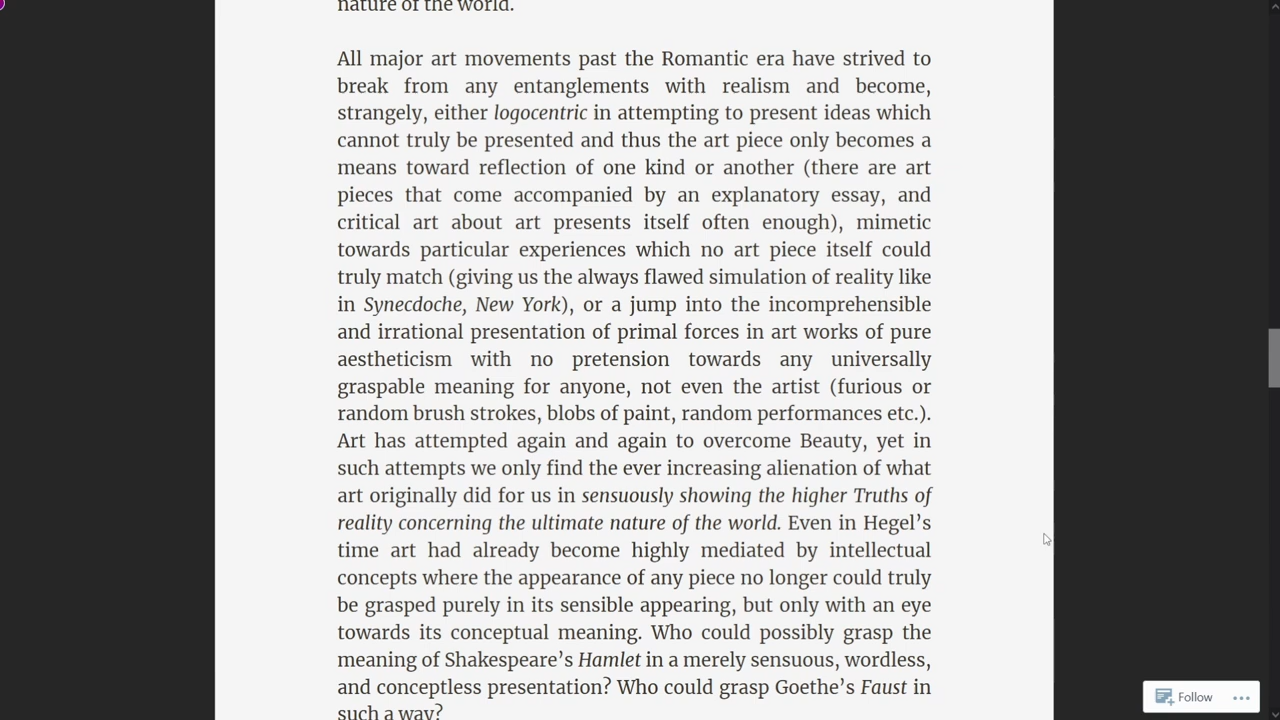 nature of the world.
All major art movements past the Romantic era have strived to
break from any entanglements with realism and become,
strangely, either logocentric in attempting to present ideas which
cannot truly be presented and thus the art piece only becomes a
means toward reflection of one kind or another (there are art
pieces that come accompanied by an explanatory essay, and
critical art about art presents itself often enough), mimetic
towards particular experiences which no art piece itself could
truly match (giving us the always flawed simulation of reality like
in Synecdoche, New York), or a jump into the incomprehensible
and irrational presentation of primal forces in art works of pure
aestheticism with no pretension towards any universally
graspable meaning for anyone, not even the artist (furious or
random brush strokes, blobs of paint, random performances etc.).
Art has attempted again and again to overcome Beauty, yet in
such attempts we only find the ever increasing alienation of what
art originally did for us in sensuously showing the higher Truths of
reality concerning the ultimate nature of the world. Even in Hegel’s
time art had already become highly mediated by intellectual
concepts where the appearance of any piece no longer could truly
be grasped purely in its sensible appearing, but only with an eye
towards its conceptual meaning. Who could possibly grasp the
meaning of Shakespeare’s Hamlet in a merely sensuous, wordless,
and conceptless presentation? Who could grasp Goethe’s Faust in
such a way?
Follow